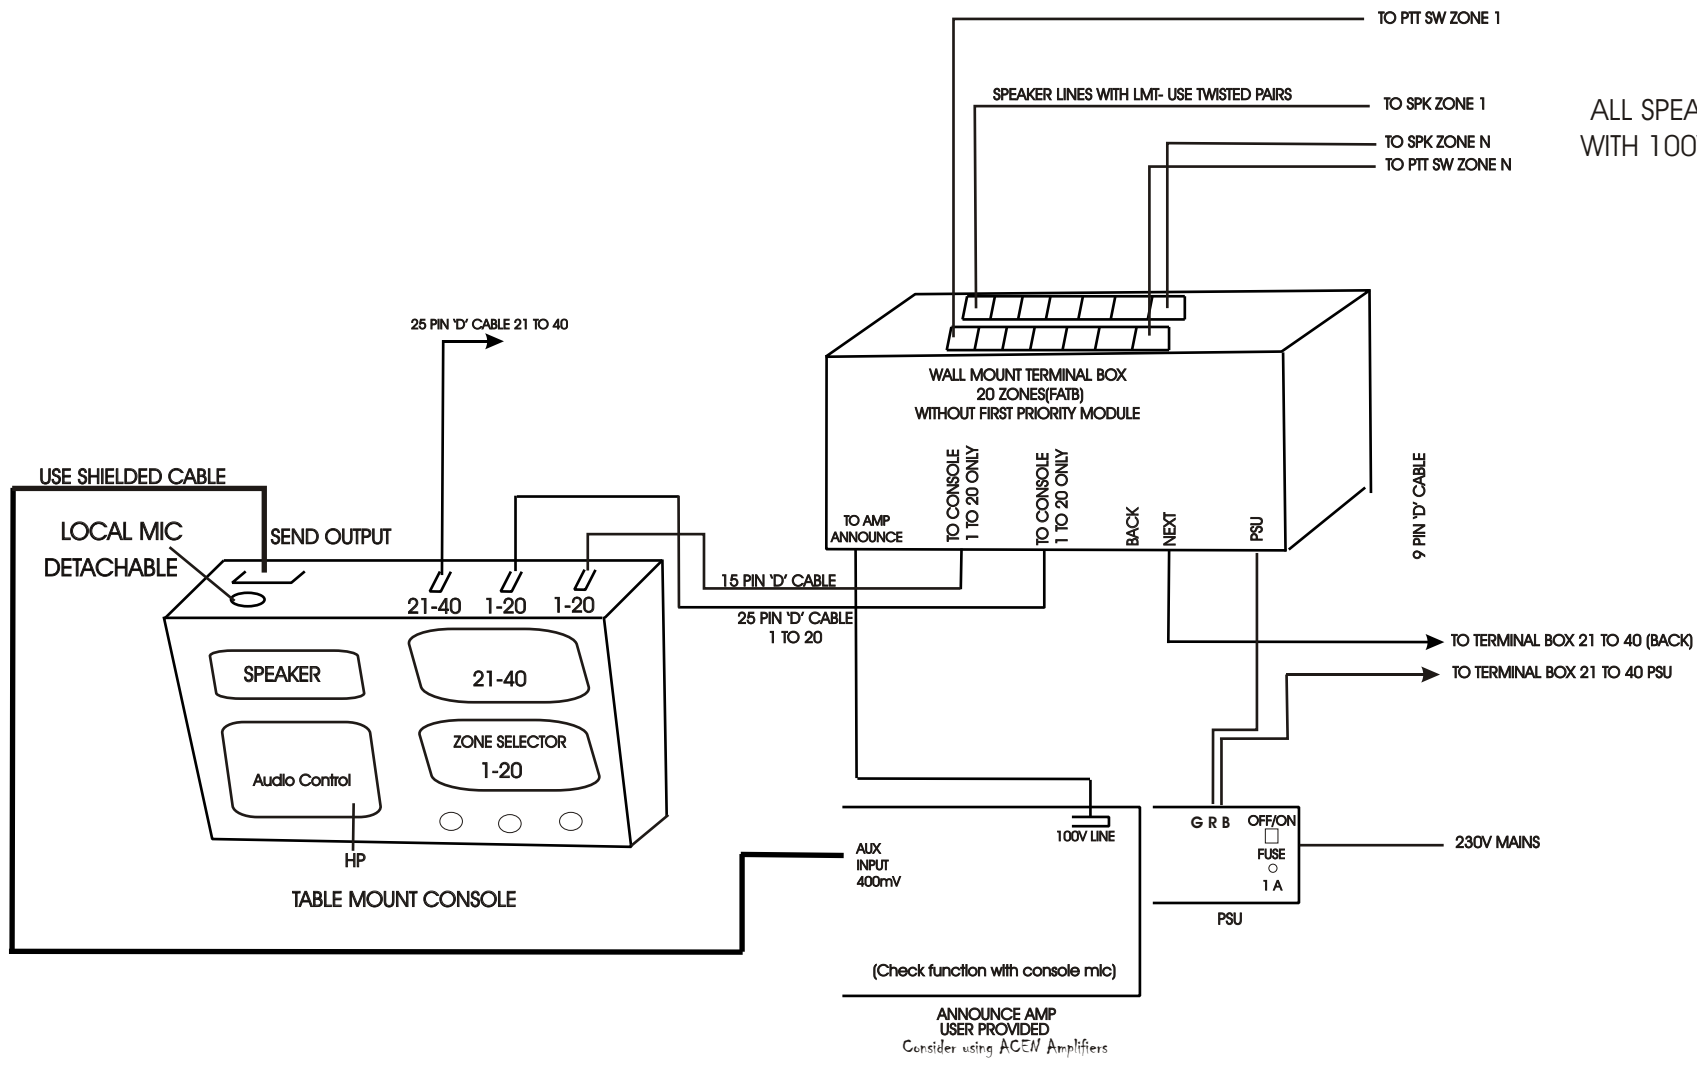 TO PTT SW ZONE 1
SPEAKER LINES WITH LMT- USE TWISTED PAIRS
TO SPK ZONE 1
ALL SPEA
WITH 100
TO SPK ZONE N
TO PTT SW ZONE N
25 PIN 'D' CABLE 21 TO 40
WALL MOUNT TERMINAL BOX
20 ZONES(FATB)
WITHOUT FIRST PRIORITY MODULE
TO AMP
ANNOUNCE
TO CONSOLE
1 TO 20 ONLY
TO CONSOLE
1 TO 20 ONLY
BACK
NEXT
PSU
9 PIN 'D' CABLE
USE SHIELDED CABLE
LOCAL MIC
DETACHABLE
SEND OUTPUT
21-40
1-20
1-20
15 PIN 'D' CABLE
25 PIN 'D' CABLE
1 TO 20
TO TERMINAL BOX 21 TO 40 (BACK)
TO TERMINAL BOX 21 TO 40 PSU
SPEAKER
21-40
ZONE SELECTOR
1-20
Audio Control
HP
TABLE MOUNT CONSOLE
100V LINE
AUX
INPUT
400mV
(Check function with console mic)
ANNOUNCE AMP
USER PROVIDED
Consider using ACEN Amplifiers
G R B
OFF/ON
FUSE
1 A
PSU
230V MAINS